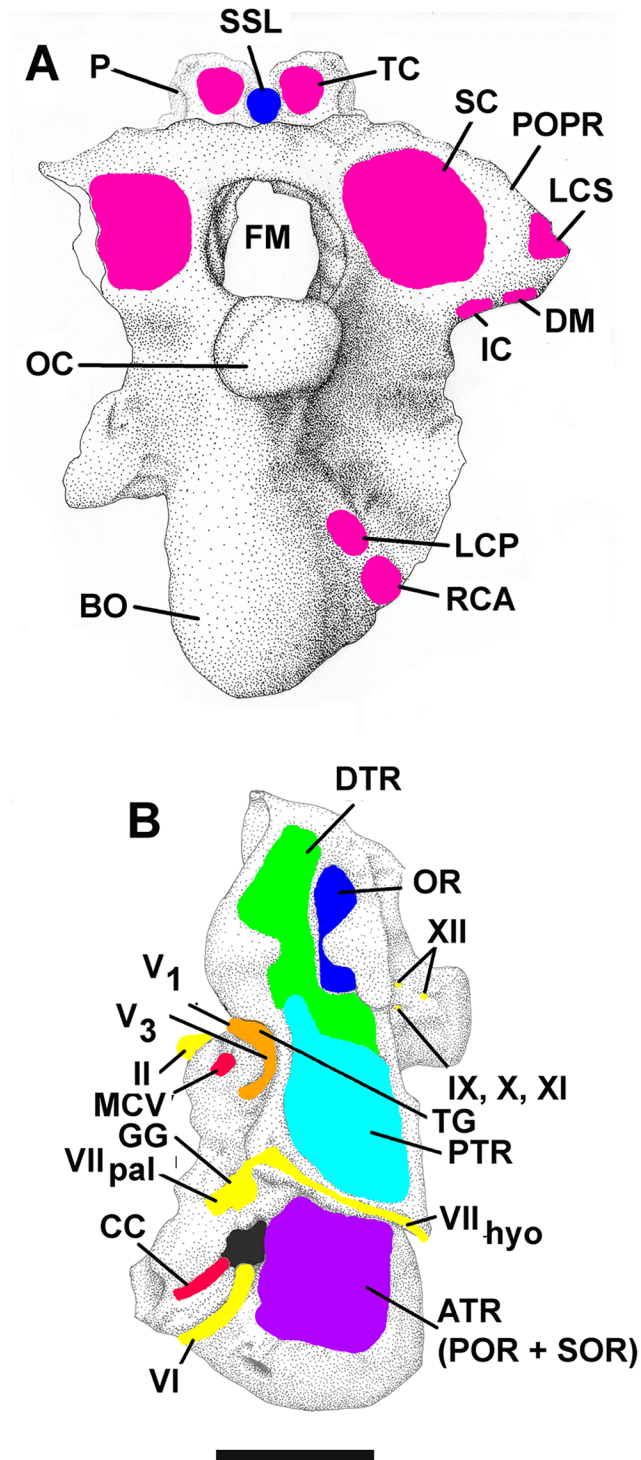 A
SSL
P
TC
SC
POPR
LCS
FM
DM
IC
OC
LCP
RCA
BO
B
DTR
OR
XII
V1
V3
II
MCV
IX, X, XI
TG
GG
PTR
VIIpal
VIIhyo
CC
ATR
(POR + SOR)
VI